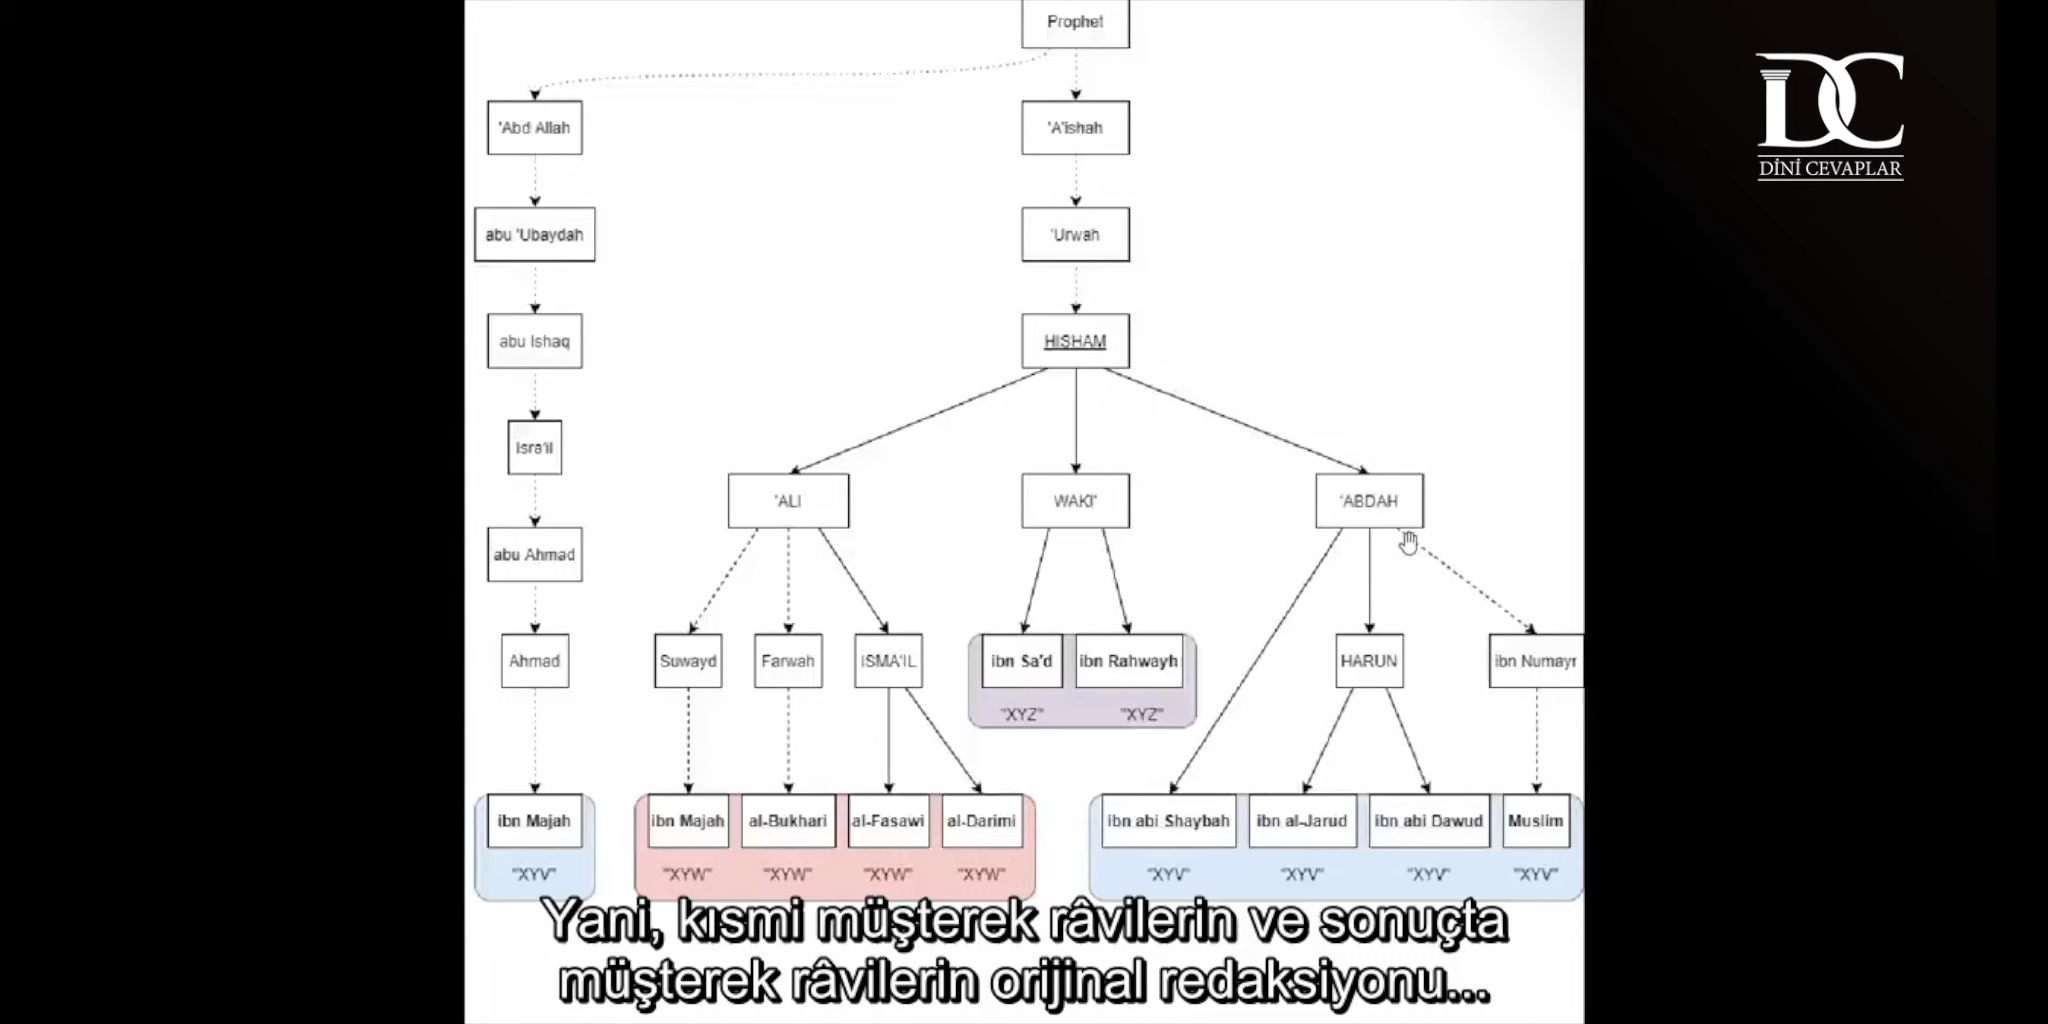 Prophet
DC
DİNİ CEVAPLAR
'Abd Allah
'A'ishah
abu 'Ubaydah
'Urwah
abu Ishaq
HISHAM
Isra'il
'ALI
WAKI'
'ABDAH
abu Ahmad
Ahmad
Suwayd
Farwah
ISMA'IL
ibn Sa'd
ibn Rahwayh
HARUN
ibn Numayr
"XYZ"
"XYZ"
ibn Majah
ibn Majah
al-Bukhari
al-Fasawi
al-Darimi
ibn abi Shaybah
ibn al-Jarud
ibn abi Dawud
Muslim
"XYV"
"XYW"
"XYW"
"XYW"
"XYW"
"XYV"
"XYV"
"XYV"
"XYV"
Yani, kısmi müşterek râvilerin ve sonuçta
müşterek râvilerin orijinal redaksiyonu...